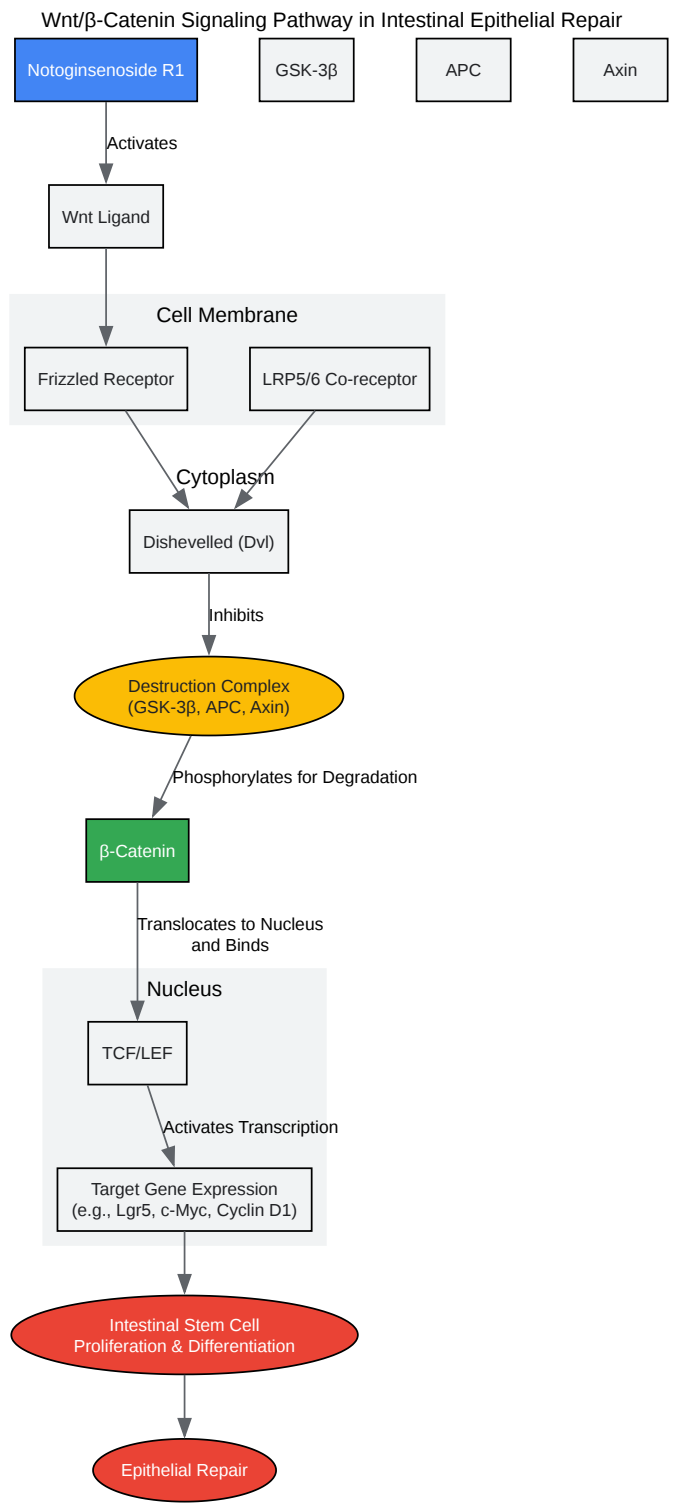 Wnt/β-Catenin Signaling Pathway in Intestinal Epithelial Repair
Notoginsenoside R1
GSK-3β
APC
Axin
Activates
Wnt Ligand
Cell Membrane
Frizzled Receptor
LRP5/6 Co-receptor
Cytoplasm
Dishevelled (Dvl)
Inhibits
Destruction Complex
(GSK-3β, APC, Axin)
Phosphorylates for Degradation
β-Catenin
Translocates to Nucleus
and Binds
Nucleus
TCF/LEF
Activates Transcription
Target Gene Expression
(e.g., Lgr5, c-Myc, Cyclin D1)
Intestinal Stem Cell
Proliferation & Differentiation
Epithelial Repair